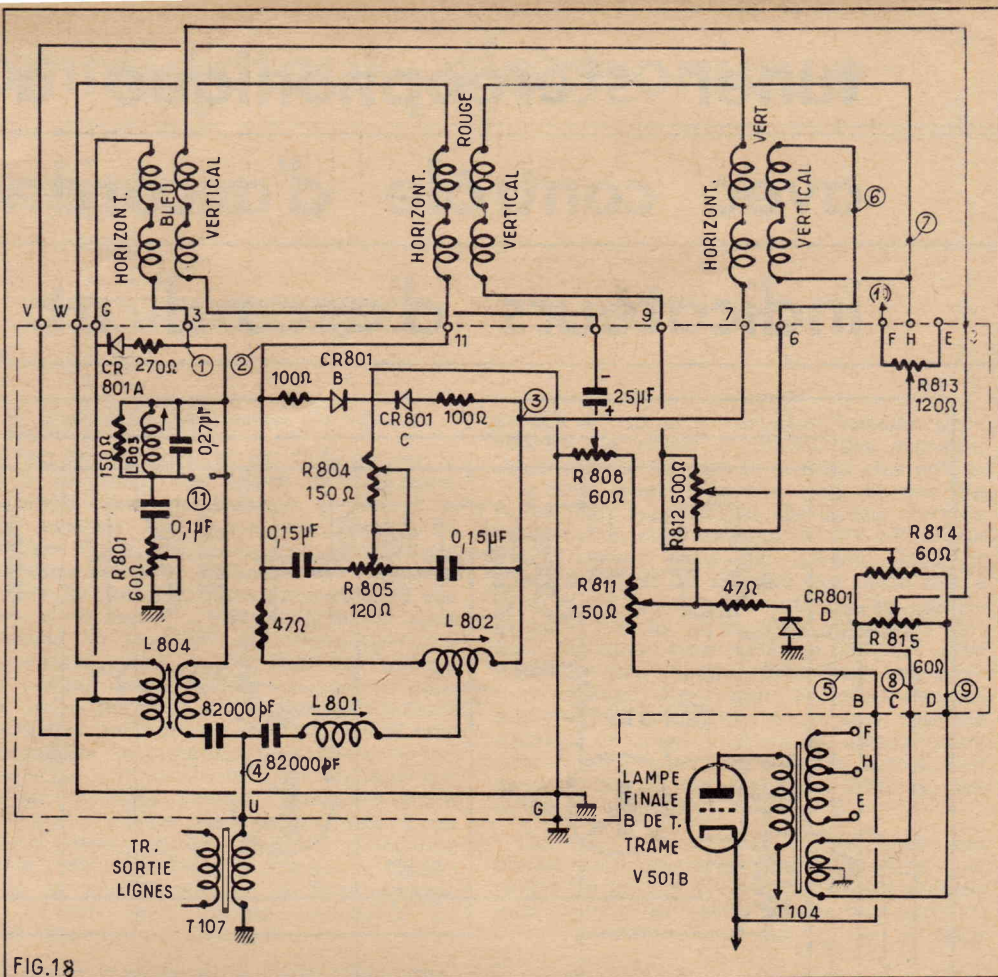 HORIZONT.
BLEU
VERTICAL
HORIZONT.
ROUGE
VERTICAL
HORIZONT.
VERT
VERTICAL
6
7
10
V W G 3
11
9 7 6
F H E
CR
801A
270Ω
1
2
100Ω
CR801
B
CR801
C
100Ω
3
-
25µF
+
R813
120Ω
150Ω
L803
0,27µF
11
0,1µF
R801
60Ω
R804
150Ω
R808
60Ω
R812 500Ω
0,15µF
R805
120Ω
0,15µF
R814
60Ω
R811
150Ω
47Ω
CR801
D
R815
60Ω
47Ω
L802
L804
82000pF
L801
82000pF
4
5
8
9
B C D
U
G
TR.
SORTIE
LIGNES
T107
LAMPE
FINALE
B DE T.
TRAME
V501B
F
H
E
T104
FIG.18